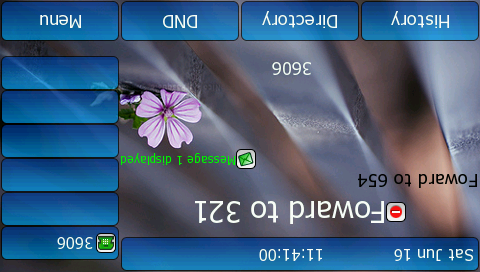 Sat Jun 16 11:41:00
3606
Foward to 321
Foward to 654
Message 1 displayed
3606
History Directory DND Menu